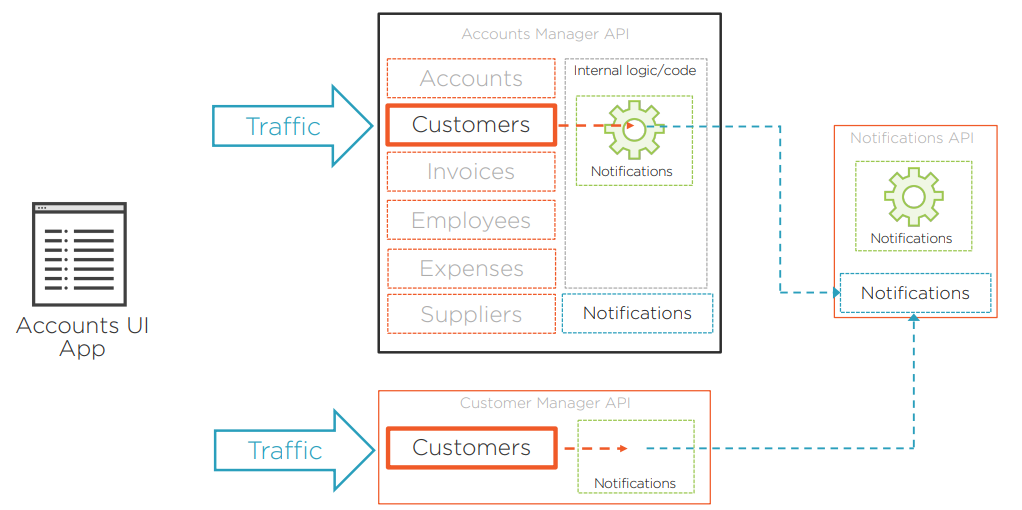 Accounts Manager API
Accounts
Internal logic/code
Traffic
Customers
Notifications
Invoices
Employees
Expenses
Suppliers
Notifications
Notifications API
Notifications
Notifications
Accounts UI
App
Customer Manager API
Traffic
Customers
Notifications